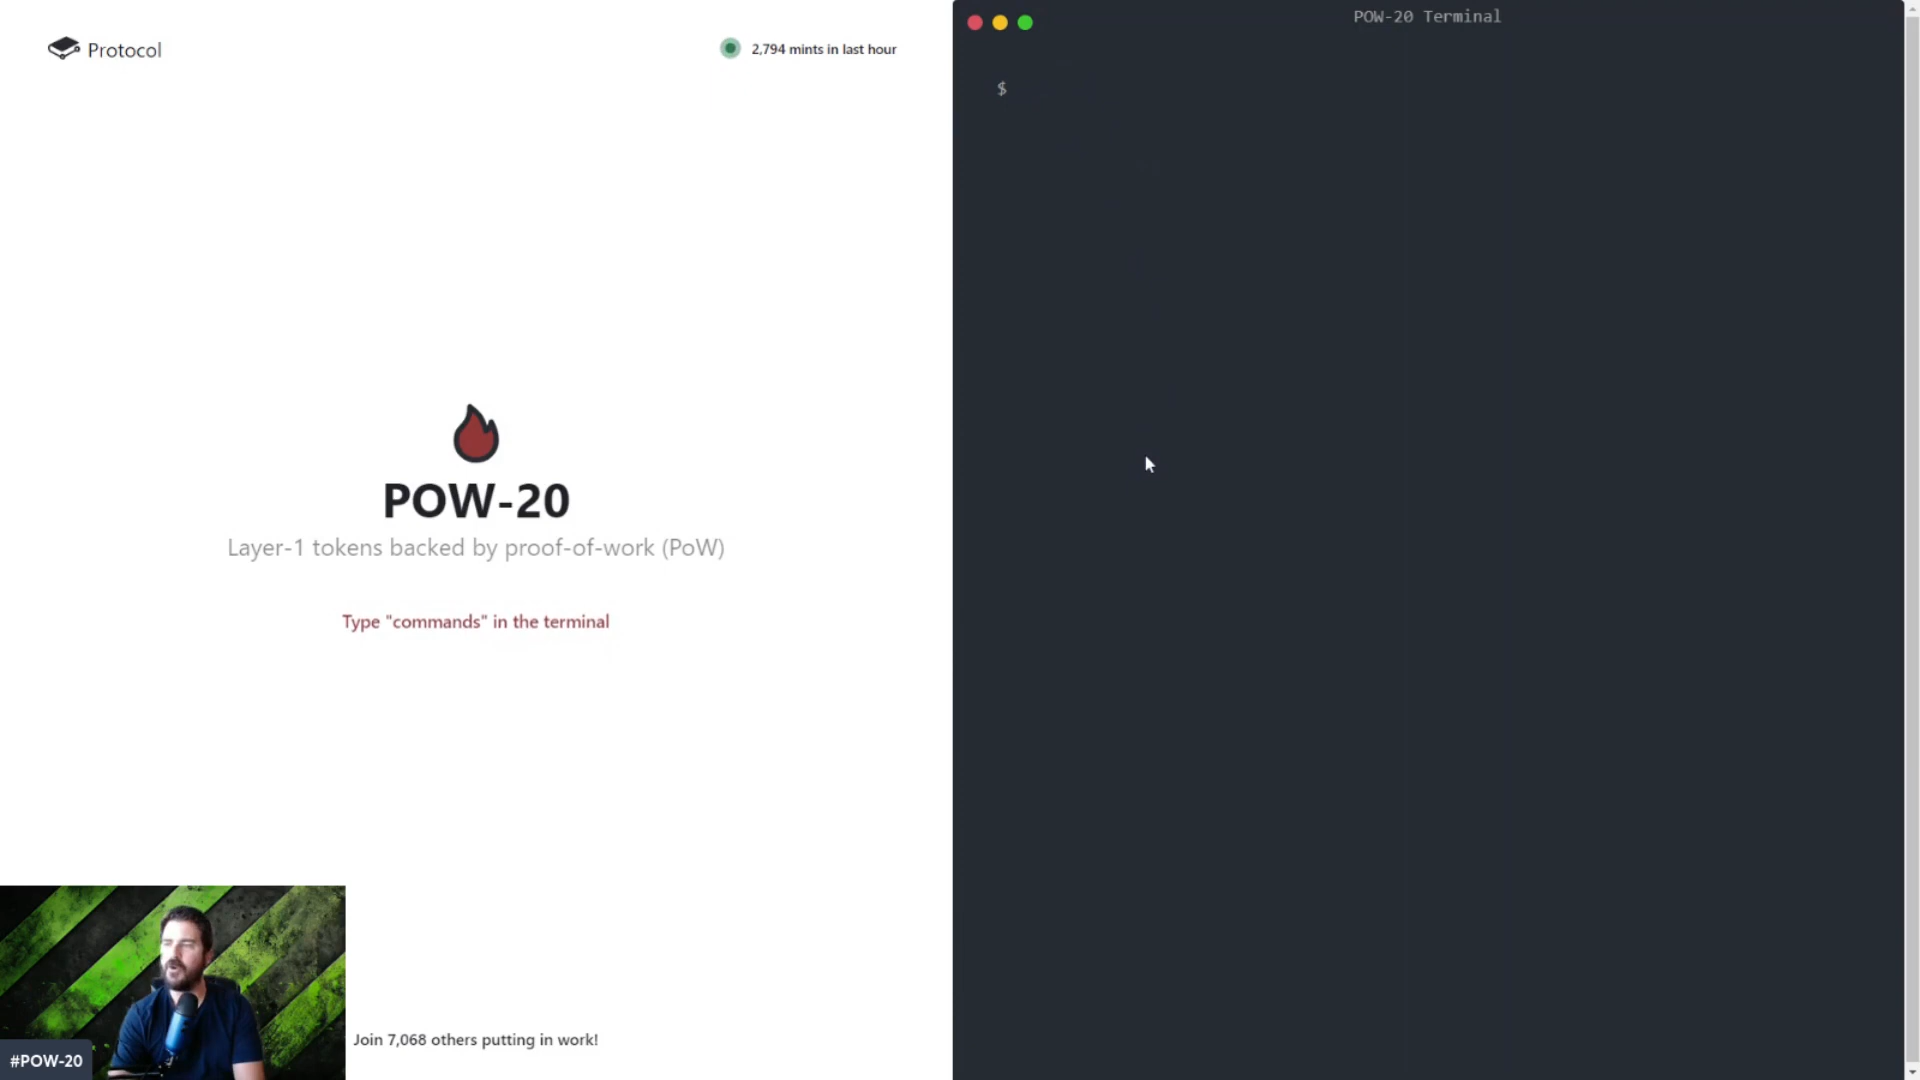 Protocol
2,794 mints in last hour
POW-20
Layer-1 tokens backed by proof-of-work (PoW)
Type "commands" in the terminal
Join 7,068 others putting in work!
#POW-20
POW-20 Terminal
$